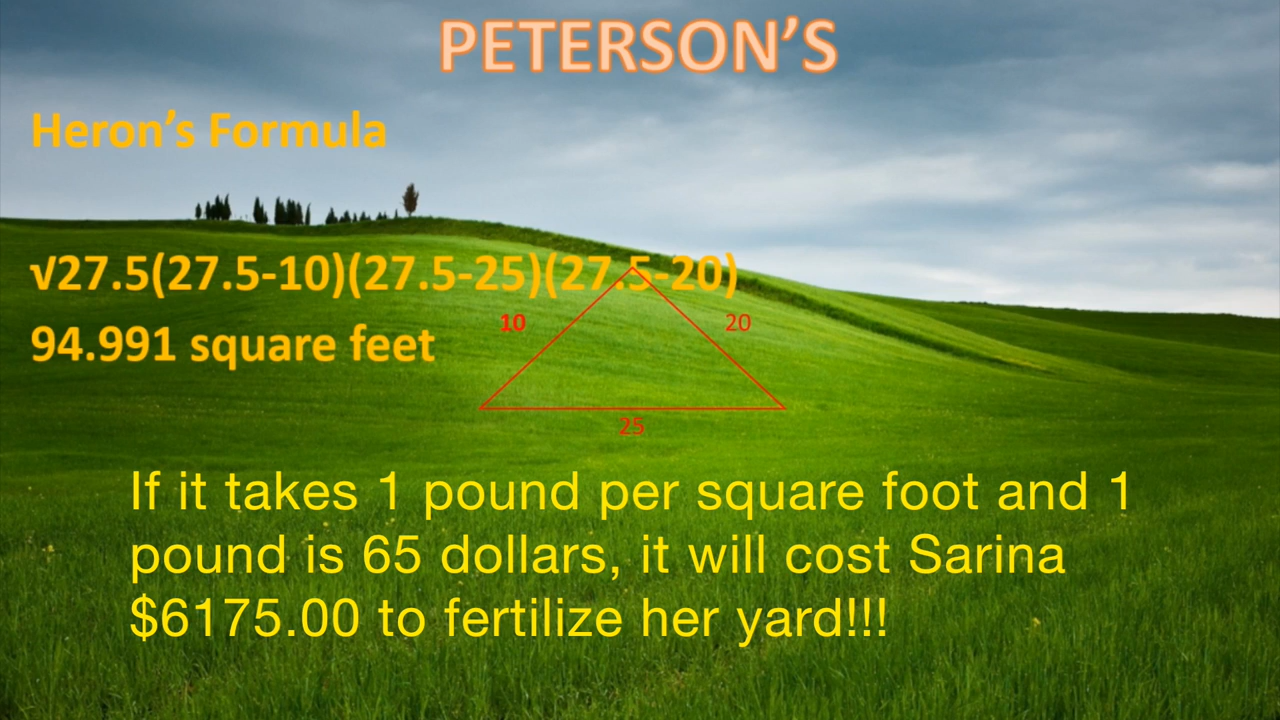 PETERSON’S
Heron’s Formula
√27.5(27.5-10)(27.5-25)(27.5-20)
94.991 square feet
10
20
25
If it takes 1 pound per square foot and 1
pound is 65 dollars, it will cost Sarina
$6175.00 to fertilize her yard!!!